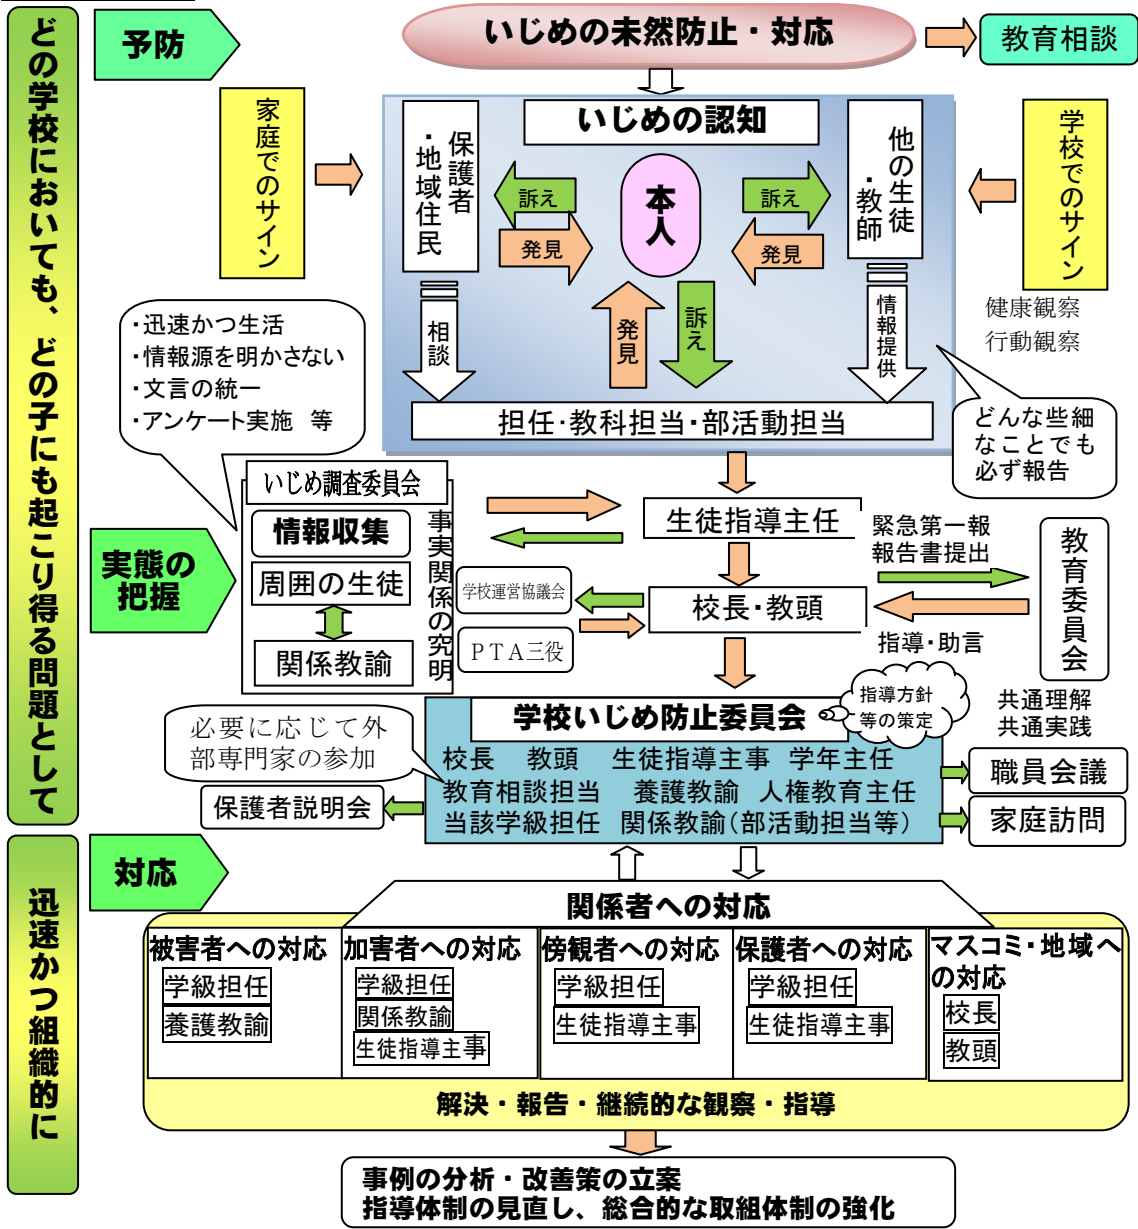 どの学校においても、どの子にも起こり得る問題として
予防
いじめの未然防止・対応
教育相談
家庭でのサイン
保護者
・地域住民
いじめの認知
他の生徒
・教師
学校でのサイン
本人
訴え
訴え
発見
発見
発見
訴え
相談
情報提供
健康観察
行動観察
・迅速かつ生活
・情報源を明かさない
・文言の統一
・アンケート実施 等
担任・教科担当・部活動担当
どんな些細
なことでも
必ず報告
実態の
把握
いじめ調査委員会
情報収集
周囲の生徒
関係教諭
事実関係の究明
生徒指導主任
緊急第一報
報告書提出
教育委員会
学校運営協議会
校長・教頭
PTA三役
指導・助言
指導方針
等の策定
共通理解
共通実践
必要に応じて外
部専門家の参加
学校いじめ防止委員会
校長 教頭 生徒指導主事 学年主任
教育相談担当 養護教諭 人権教育主任
当該学級担任 関係教諭(部活動担当等)
保護者説明会
職員会議
家庭訪問
迅速かつ組織的に
対応
関係者への対応
被害者への対応
学級担任
養護教諭
加害者への対応
学級担任
関係教諭
生徒指導主事
傍観者への対応
学級担任
生徒指導主事
保護者への対応
学級担任
生徒指導主事
マスコミ・地域へ
の対応
校長
教頭
解決・報告・継続的な観察・指導
事例の分析・改善策の立案
指導体制の見直し、総合的な取組体制の強化